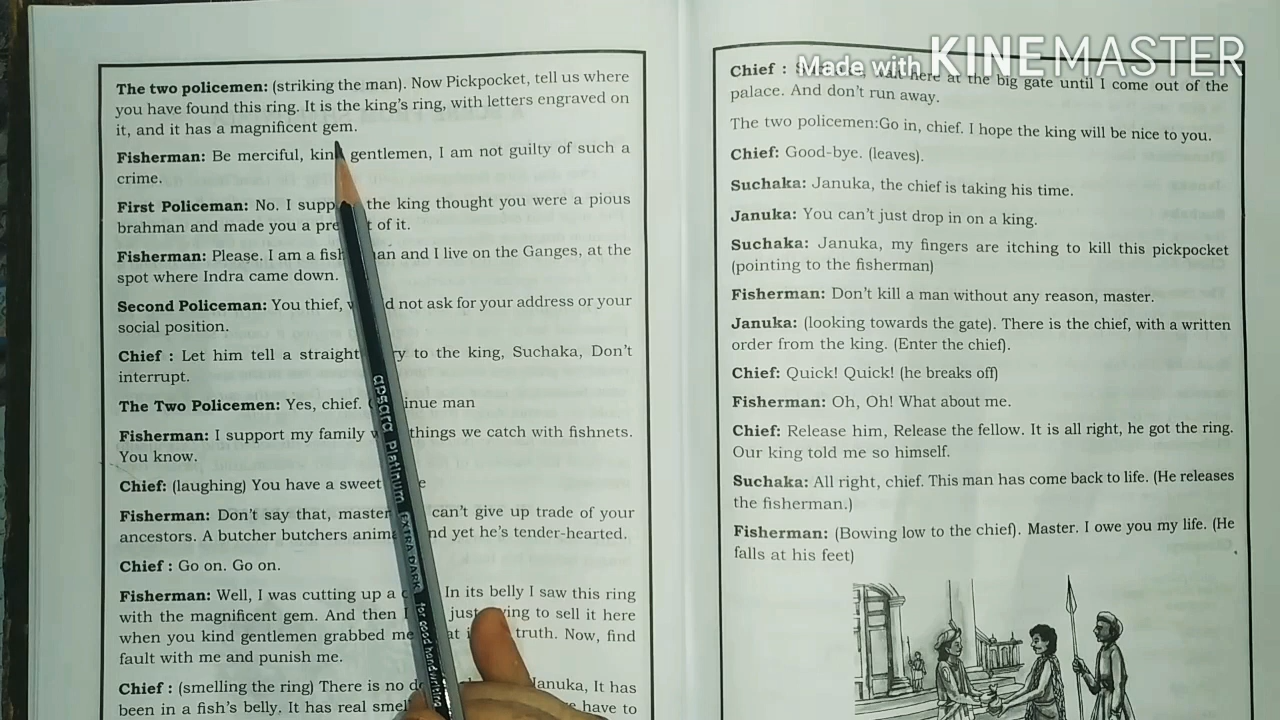 The two policemen: (striking the man). Now Pickpocket, tell us where
you have found this ring. It is the king's ring, with letters engraved on
it, and it has a magnificent gem.
Fisherman: Be merciful, kind gentlemen, I am not guilty of such a
crime.
First Policeman: No. I the king thought you were a pious
brahman and made you a of it.
Fisherman: Please. I am a and I live on the Ganges, at the
spot where Indra came down.
Second Policeman: You thief, not ask for your address or your
social position.
Chief : Let him tell a straight to the king, Suchaka, Don't
interrupt.
The Two Policemen: Yes, chief. man
Fisherman: I support my family things we catch with fishnets.
You know.
Chief: (laughing) You have a sweet
Fisherman: Don't say that, master can't give up trade of your
ancestors. A butcher butchers and yet he's tender-hearted.
Chief : Go on. Go on.
Fisherman: Well, I was cutting up a In its belly I saw this ring
with the magnificent gem. And then I just to sell it here
when you kind gentlemen grabbed me truth. Now, find
fault with me and punish me.
Chief : (smelling the ring) There is no Januka, It has
been in a fish's belly. It has real have to
Made with KINEMASTER
Chief : here at the big gate until I come out of the
palace. And don't run away.
The two policemen:Go in, chief. I hope the king will be nice to you.
Chief: Good-bye. (leaves).
Suchaka: Januka, the chief is taking his time.
Januka: You can't just drop in on a king.
Suchaka: Januka, my fingers are itching to kill this pickpocket
(pointing to the fisherman)
Fisherman: Don't kill a man without any reason, master.
Januka: (looking towards the gate). There is the chief, with a written
order from the king. (Enter the chief).
Chief: Quick! Quick! (he breaks off)
Fisherman: Oh, Oh! What about me.
Chief: Release him, Release the fellow. It is all right, he got the ring.
Our king told me so himself.
Suchaka: All right, chief. This man has come back to life. (He releases
the fisherman.)
Fisherman: (Bowing low to the chief). Master. I owe you my life. (He
falls at his feet)
apsara Platinum EXTRA DARK for good handwriting